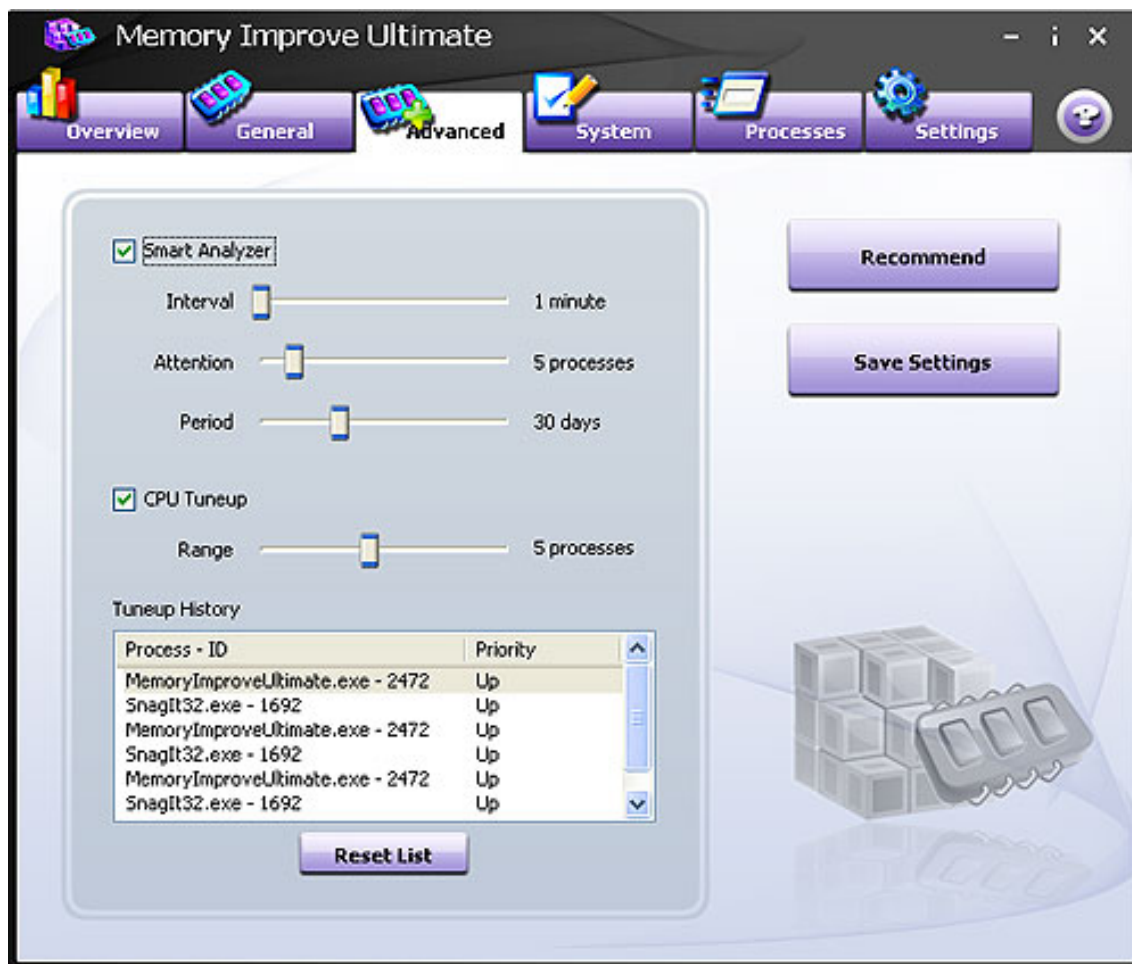 Memory Improve Ultimate
Overview General Advanced System Processes Settings
Smart Analyzer
Interval 1 minute
Attention 5 processes
Period 30 days
CPU Tuneup
Range 5 processes
Tuneup History
Process - ID Priority
MemoryImproveUltimate.exe - 2472 Up
SnagIt32.exe - 1692 Up
MemoryImproveUltimate.exe - 2472 Up
SnagIt32.exe - 1692 Up
MemoryImproveUltimate.exe - 2472 Up
SnagIt32.exe - 1692 Up
Reset List
Recommend
Save Settings